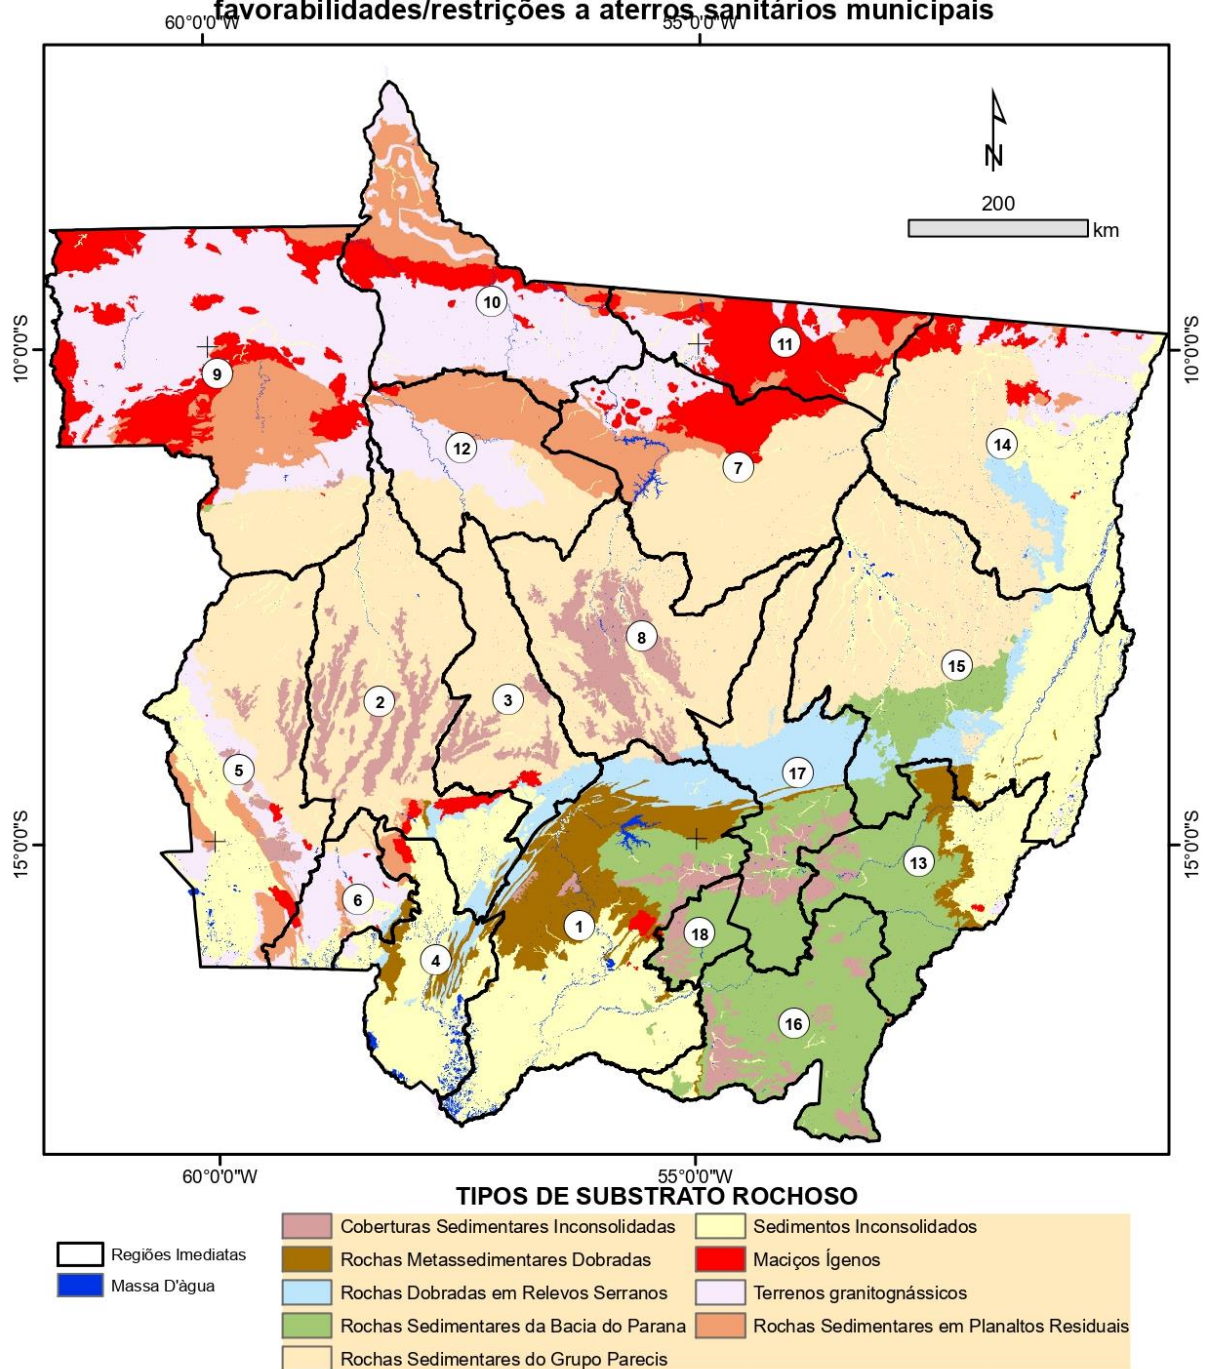 favorabilidades/restrições a aterros sanitários municipais
60°0'0"W
55°0'0"W
N
200
km
10
11
10°0'0"S
10°0'0"S
9
12
14
7
8
15
2
3
5
17
15°0'0"S
15°0'0"S
13
6
1
18
4
16
60°0'0"W
55°0'0"W
TIPOS DE SUBSTRATO ROCHOSO
Regiões Imediatas
Massa D'àgua
Coberturas Sedimentares Inconsolidadas
Rochas Metassedimentares Dobradas
Rochas Dobradas em Relevos Serranos
Rochas Sedimentares da Bacia do Parana
Rochas Sedimentares do Grupo Parecis
Sedimentos Inconsolidados
Maciços Ígenos
Terrenos granitognássicos
Rochas Sedimentares em Planaltos Residuais